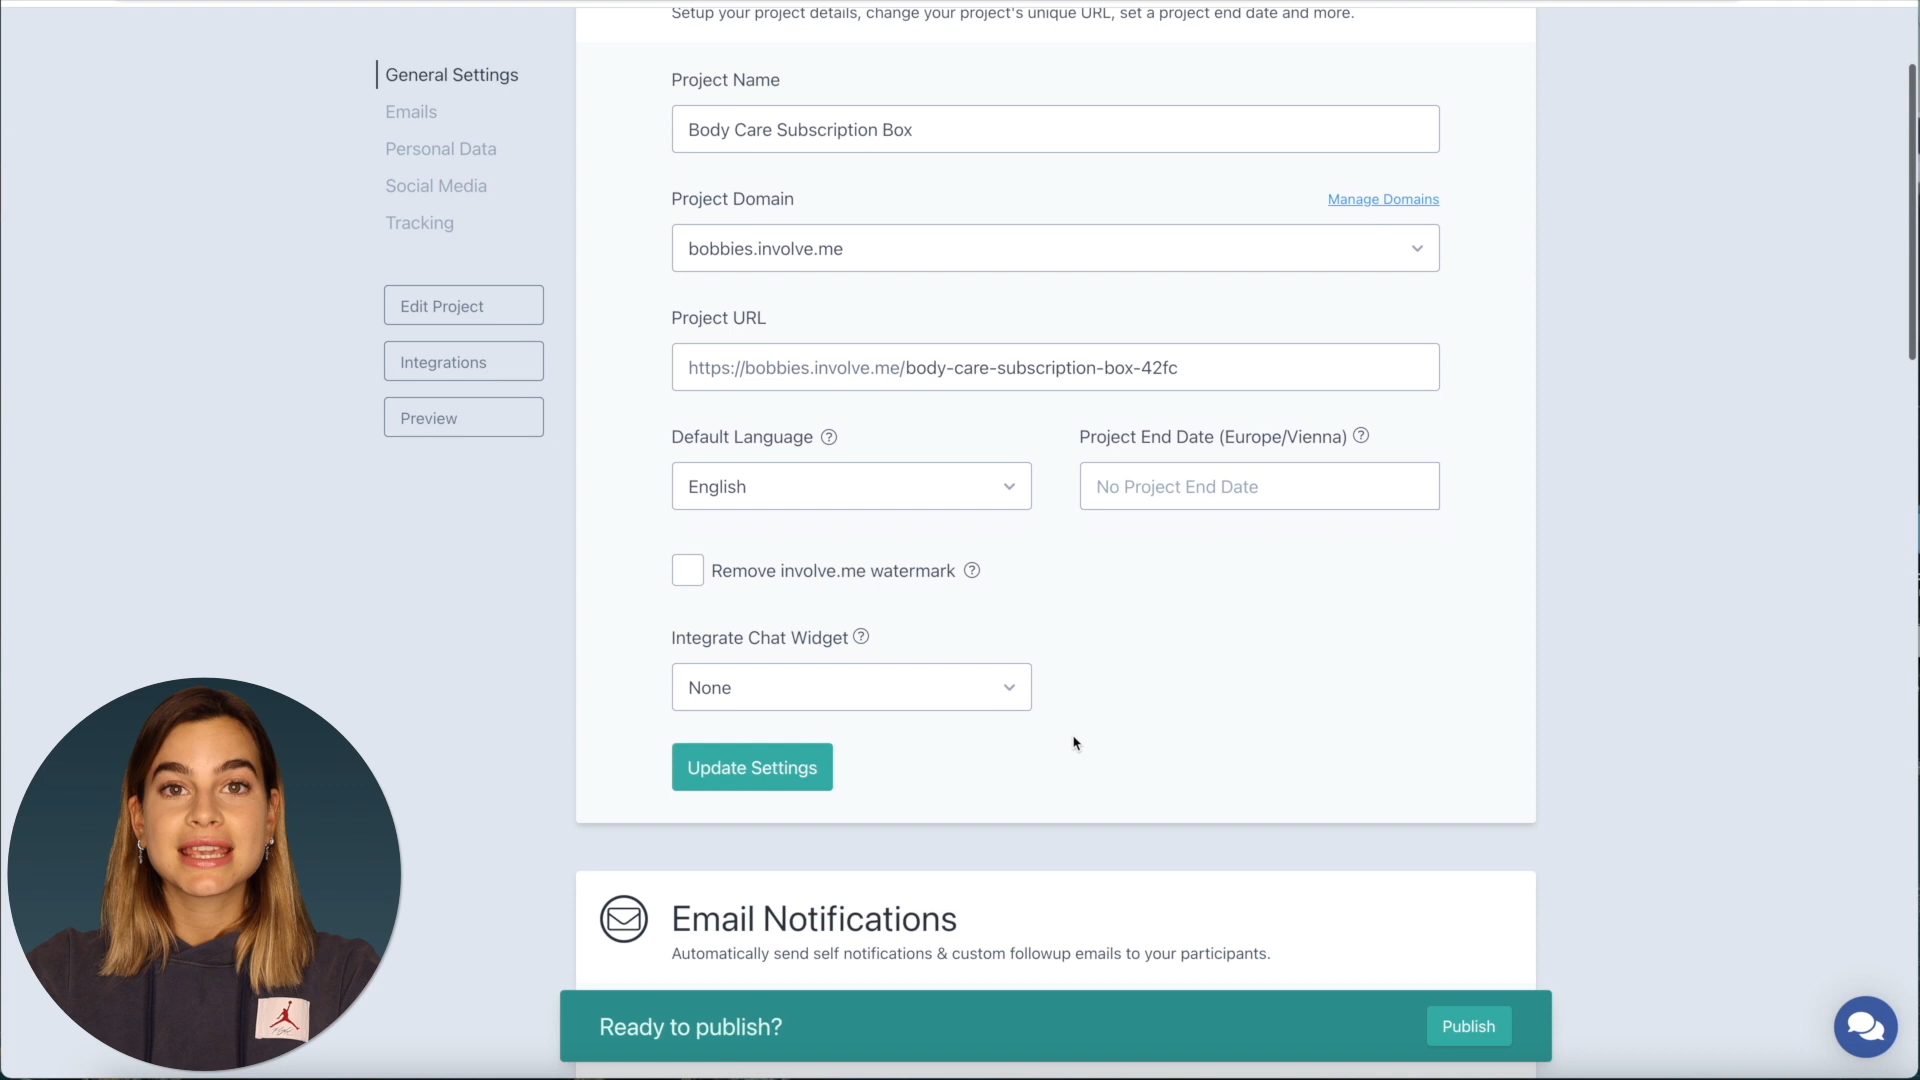 Setup your project details, change your project's unique URL, set a project end date and more.
General Settings
Emails
Personal Data
Social Media
Tracking
Edit Project
Integrations
Preview
Project Name
Body Care Subscription Box
Project Domain
Manage Domains
bobbies.involve.me
Project URL
https://bobbies.involve.me/body-care-subscription-box-42fc
Default Language
Project End Date (Europe/Vienna)
English
No Project End Date
Remove involve.me watermark
Integrate Chat Widget
None
Update Settings
Email Notifications
Automatically send self notifications & custom followup emails to your participants.
Ready to publish?
Publish